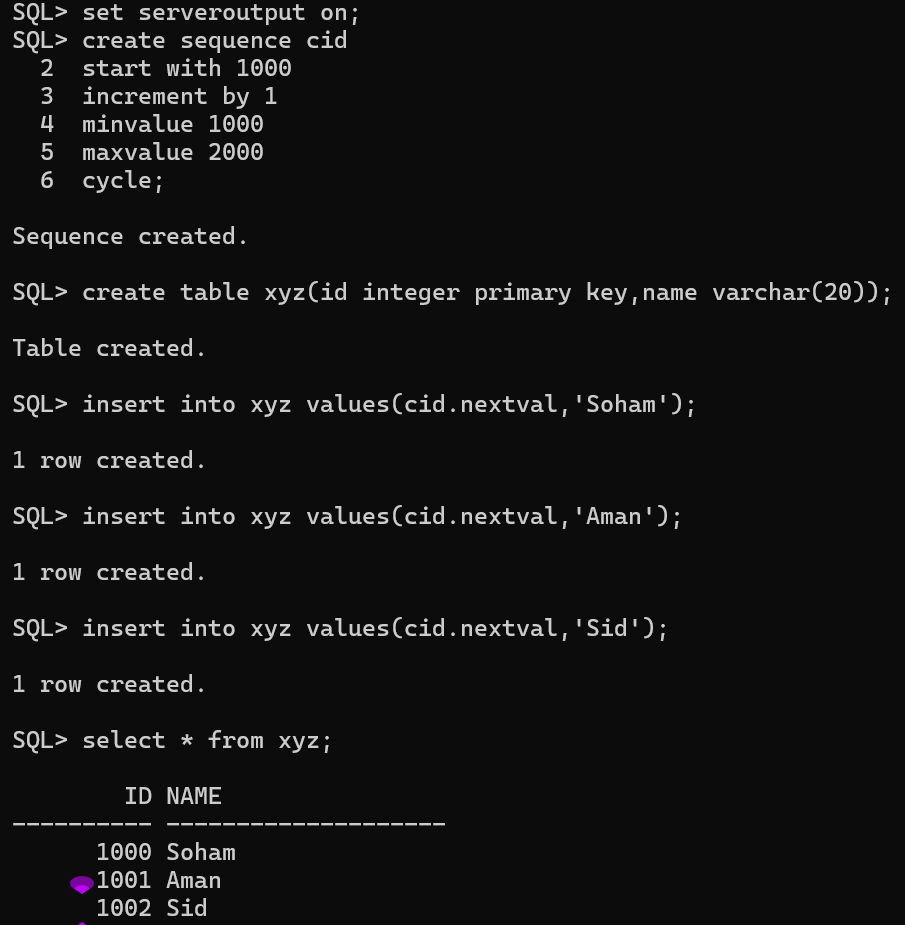 SQL> set serveroutput on;
SQL> create sequence cid
  2  start with 1000
  3  increment by 1
  4  minvalue 1000
  5  maxvalue 2000
  6  cycle;
Sequence created.
SQL> create table xyz(id integer primary key,name varchar(20));
Table created.
SQL> insert into xyz values(cid.nextval,'Soham');
1 row created.
SQL> insert into xyz values(cid.nextval,'Aman');
1 row created.
SQL> insert into xyz values(cid.nextval,'Sid');
1 row created.
SQL> select * from xyz;
        ID NAME
---------- --------------------
      1000 Soham
      1001 Aman
      1002 Sid